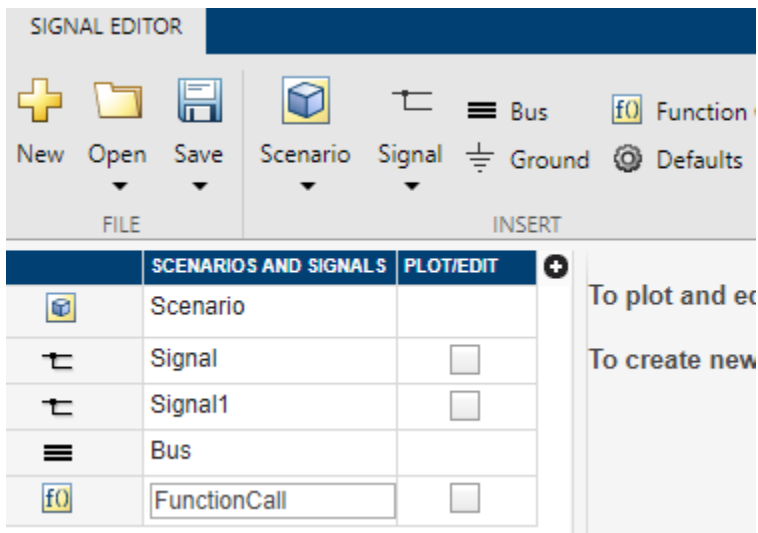 SIGNAL EDITOR
New Open Save Scenario Signal Bus f() Function
Ground Defaults
FILE INSERT
SCENARIOS AND SIGNALS PLOT/EDIT
Scenario
To plot and
Signal
To create new
Signal1
Bus
f() FunctionCall